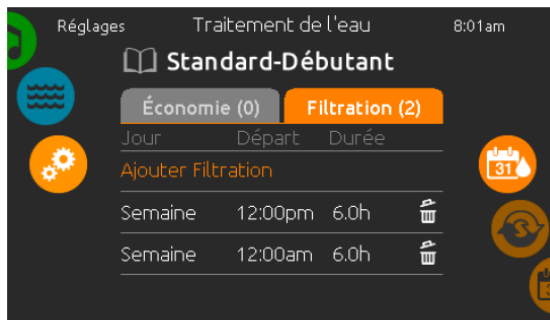 Réglages Traitement de l'eau 8:01am
Standard-Débutant
Économie (0) Filtration (2)
Jour Départ Durée
Ajouter Filtration
31
Semaine 12:00pm 6.0h
Semaine 12:00am 6.0h